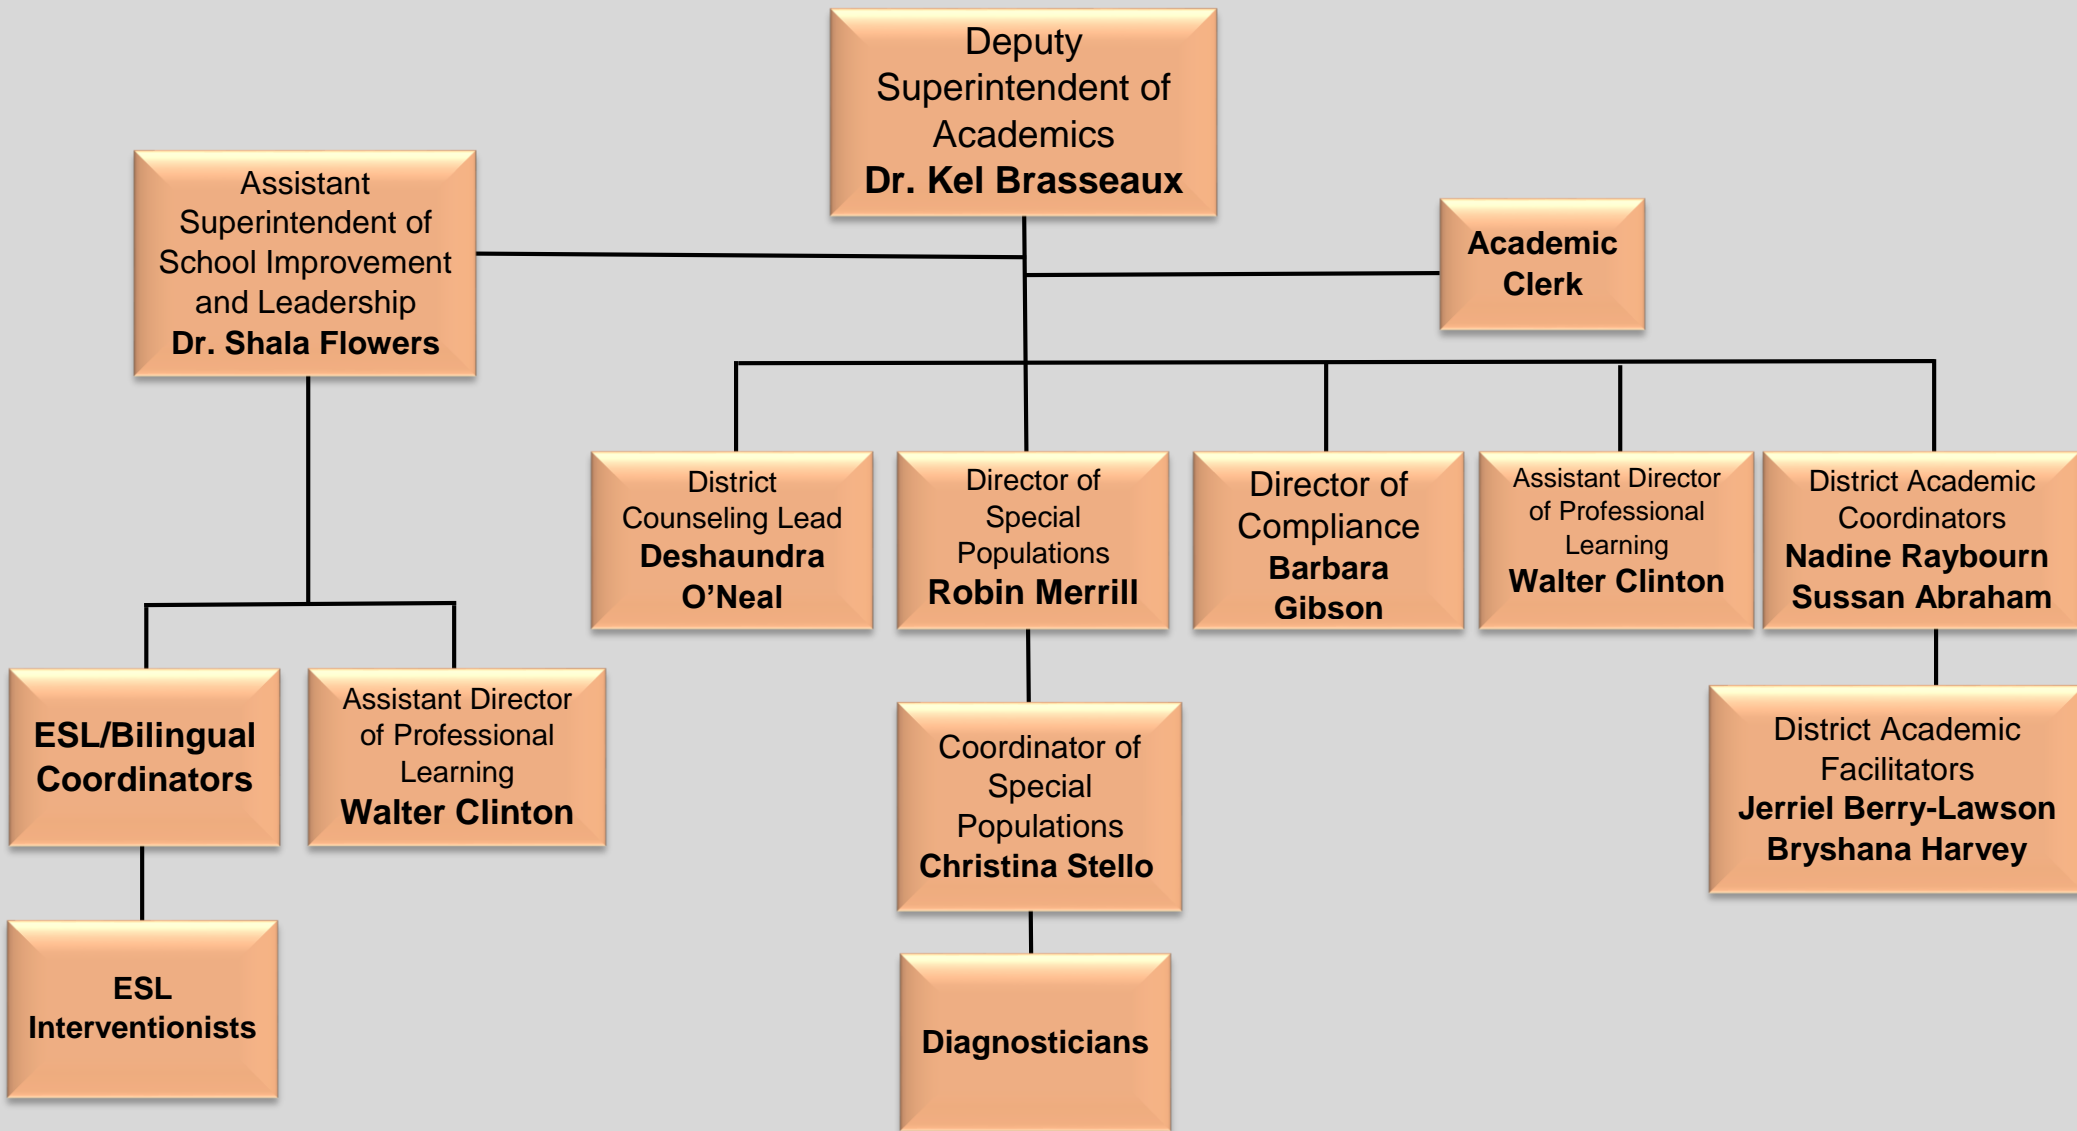 Deputy
Superintendent of
Academics
Dr. Kel Brasseaux
Assistant
Superintendent of
School Improvement
and Leadership
Dr. Shala Flowers
Academic
Clerk
District
Counseling Lead
Deshaundra
O’Neal
Director of
Special
Populations
Robin Merrill
Director of
Compliance
Barbara
Gibson
Assistant Director
of Professional
Learning
Walter Clinton
District Academic
Coordinators
Nadine Raybourn
Sussan Abraham
ESL/Bilingual
Coordinators
Assistant Director
of Professional
Learning
Walter Clinton
Coordinator of
Special
Populations
Christina Stello
District Academic
Facilitators
Jerriel Berry-Lawson
Bryshana Harvey
ESL
Interventionists
Diagnosticians